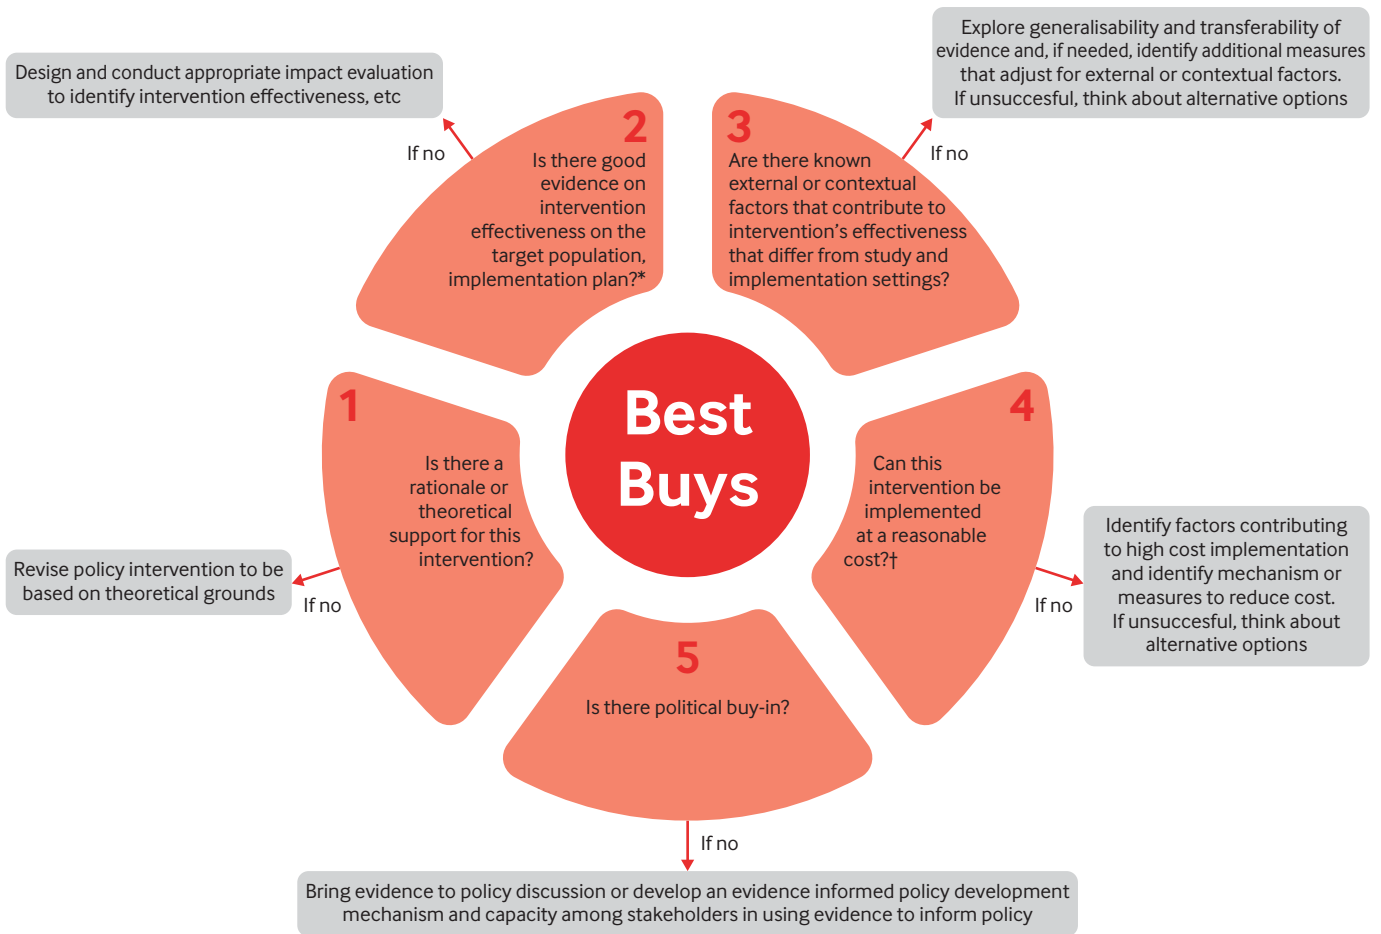 Best
Buys
1
Is there a
rationale or
theoretical
support for this
intervention?
If no
Revise policy intervention to be
based on theoretical grounds
2
Is there good
evidence on
intervention
effectiveness on the
target population,
implementation plan?*
If no
Design and conduct appropriate impact evaluation
to identify intervention effectiveness, etc
3
Are there known
external or contextual
factors that contribute to
intervention’s effectiveness
that differ from study and
implementation settings?
If no
Explore generalisability and transferability of
evidence and, if needed, identify additional measures
that adjust for external or contextual factors.
If unsuccesful, think about alternative options
4
Can this
intervention be
implemented
at a reasonable
cost?†
If no
Identify factors contributing
to high cost implementation
and identify mechanism or
measures to reduce cost.
If unsuccesful, think about
alternative options
5
Is there political buy-in?
If no
Bring evidence to policy discussion or develop an evidence informed policy development
mechanism and capacity among stakeholders in using evidence to inform policy